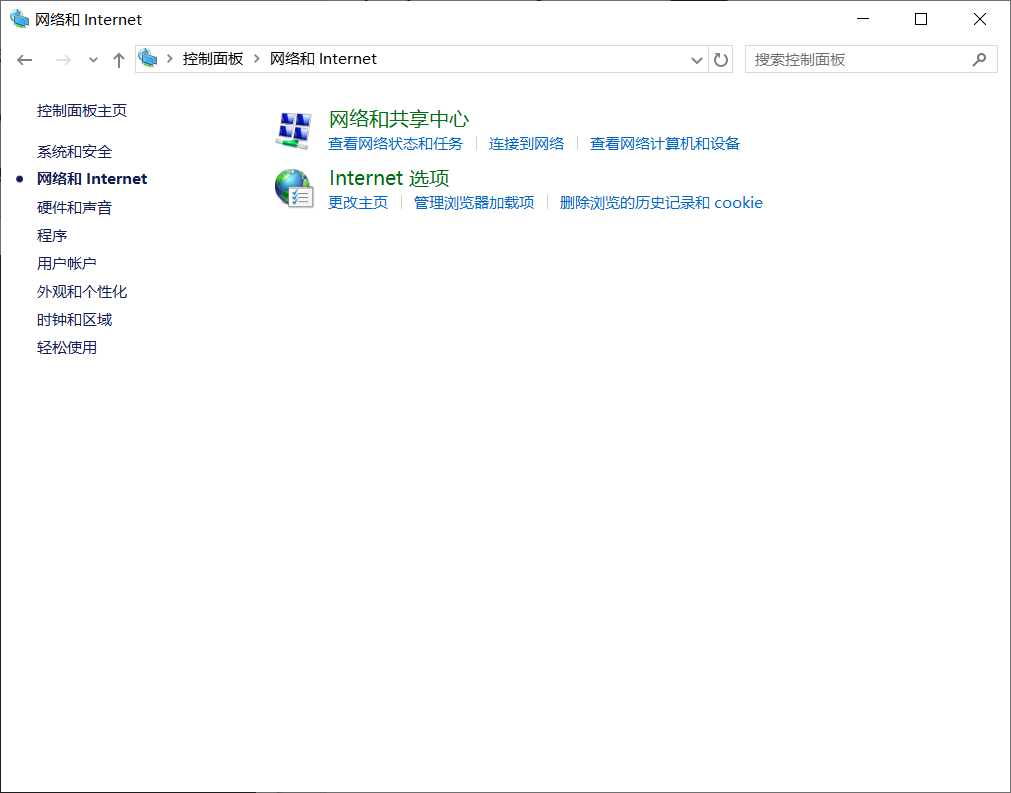 网络和 Internet
控制面板 网络和 Internet
搜索控制面板
控制面板主页
系统和安全
网络和 Internet
硬件和声音
程序
用户帐户
外观和个性化
时钟和区域
轻松使用
网络和共享中心
查看网络状态和任务 连接到网络 查看网络计算机和设备
Internet 选项
更改主页 管理浏览器加载项 删除浏览的历史记录和 cookie